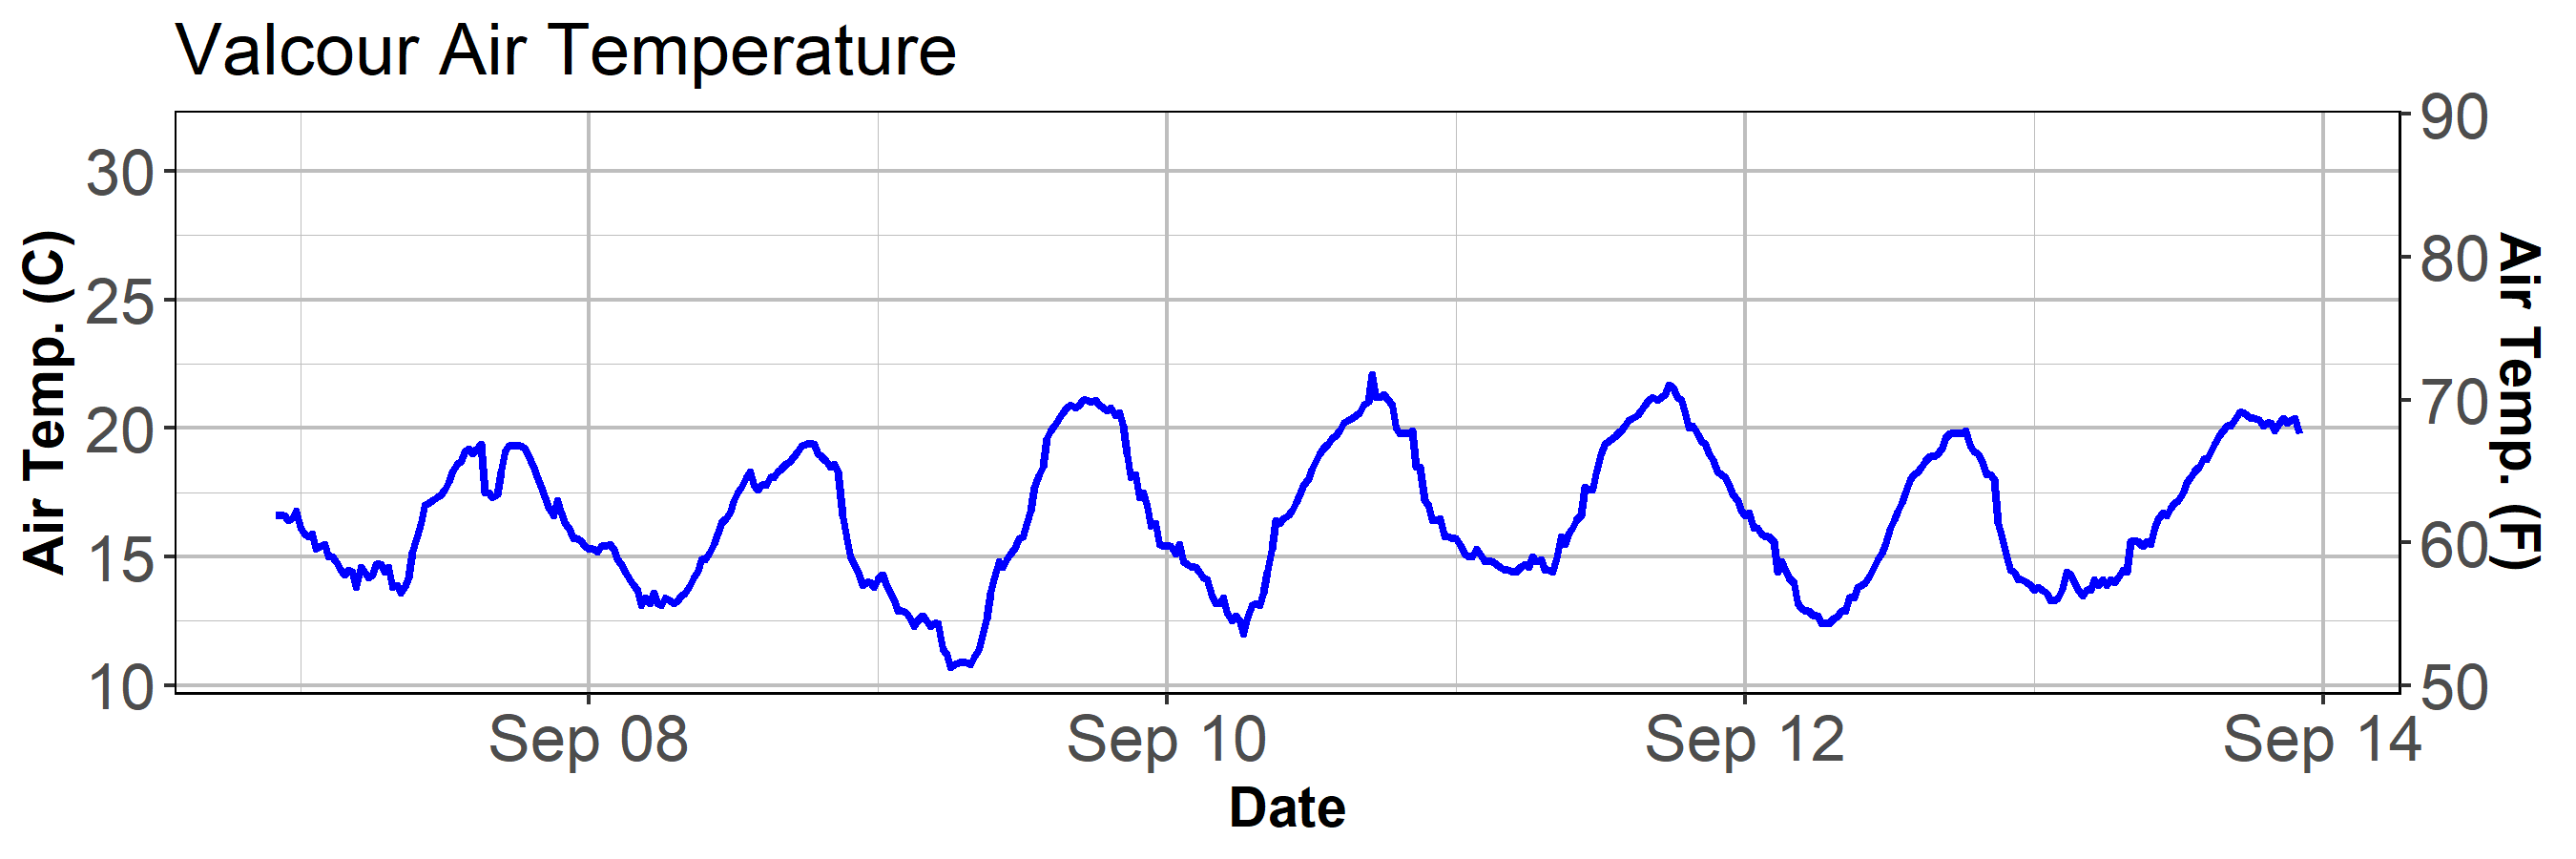 Valcour Air Temperature
Air Temp. (C)
30
25
20
15
10
90
80
70
60
50
Air Temp. (F)
Sep 08
Sep 10
Sep 12
Sep 14
Date